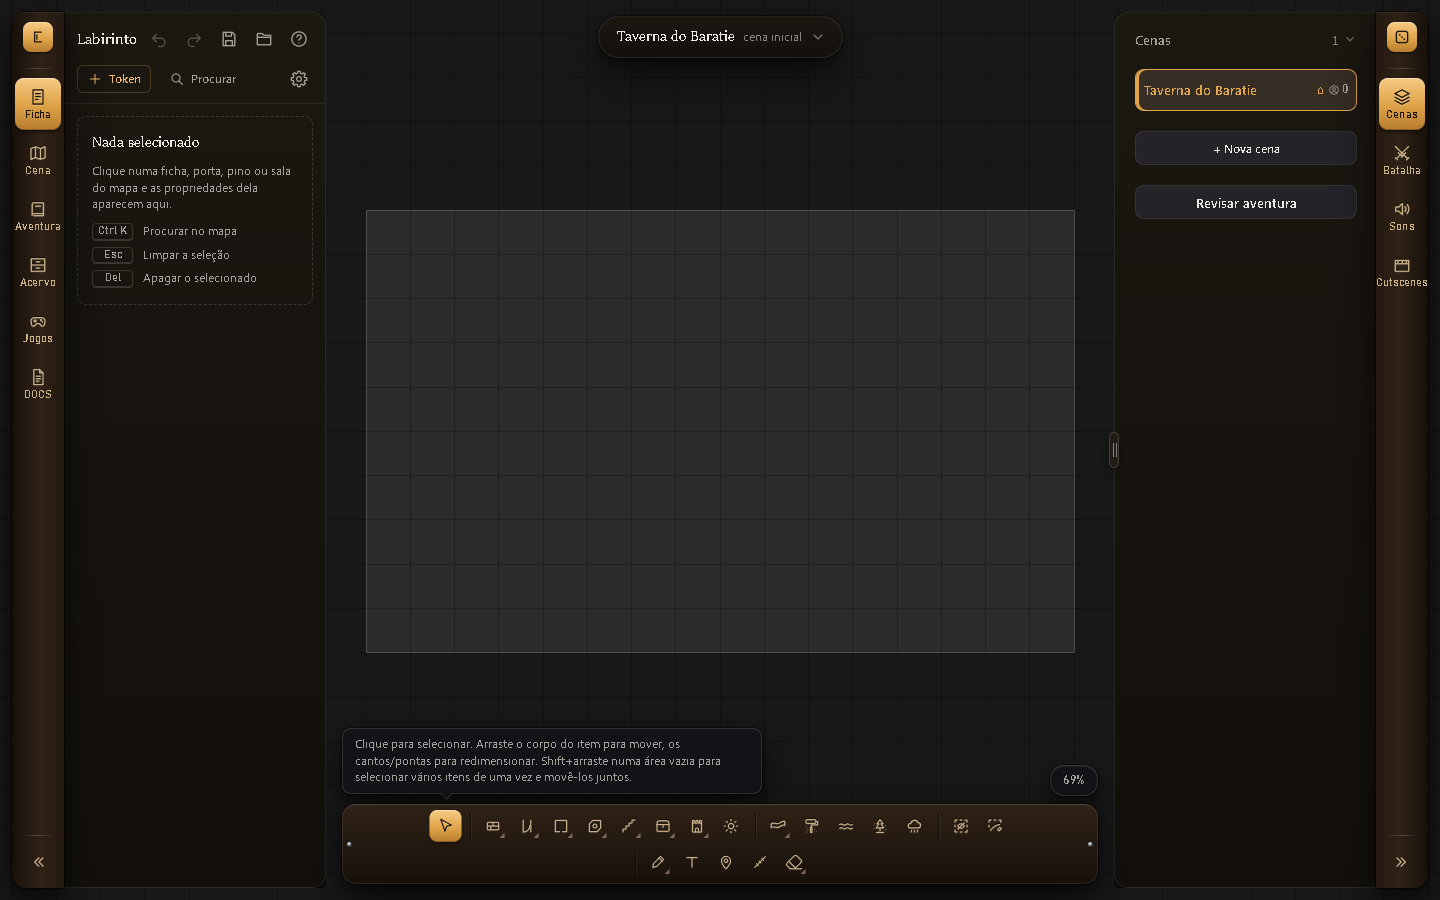 Labirinto
Token
Procurar
Ficha
Cena
Aventura
Acervo
Jogos
DOCS
Nada selecionado
Clique numa ficha, porta, pino ou sala
do mapa e as propriedades dela
aparecem aqui.
Ctrl K Procurar no mapa
Esc Limpar a seleção
Del Apagar o selecionado
Taverna do Baratie cena inicial
Clique para selecionar. Arraste o corpo do item para mover, os
cantos/pontas para redimensionar. Shift+arraste numa área vazia para
selecionar vários itens de uma vez e movê-los juntos.
69%
Cenas 1
Taverna do Baratie 0
+ Nova cena
Revisar aventura
Cenas
Batalha
Sons
Cutscenes